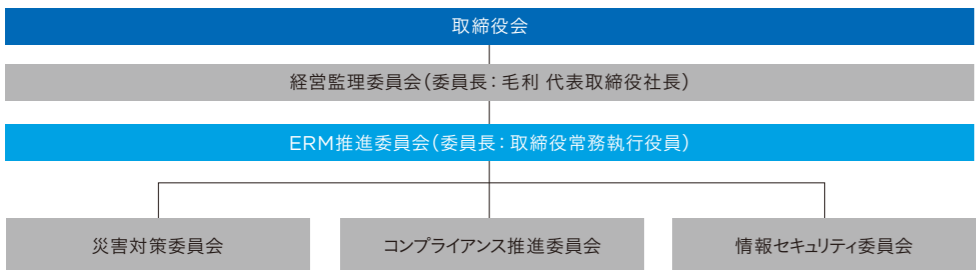 取締役会
経営監理委員会(委員長:毛利 代表取締役社長)
ERM推進委員会(委員長:取締役常務執行役員)
災害対策委員会
コンプライアンス推進委員会
情報セキュリティ委員会